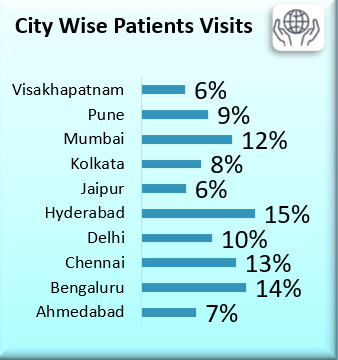 City Wise Patients Visits
Visakhapatnam 6%
Pune 9%
Mumbai 12%
Kolkata 8%
Jaipur 6%
Hyderabad 15%
Delhi 10%
Chennai 13%
Bengaluru 14%
Ahmedabad 7%